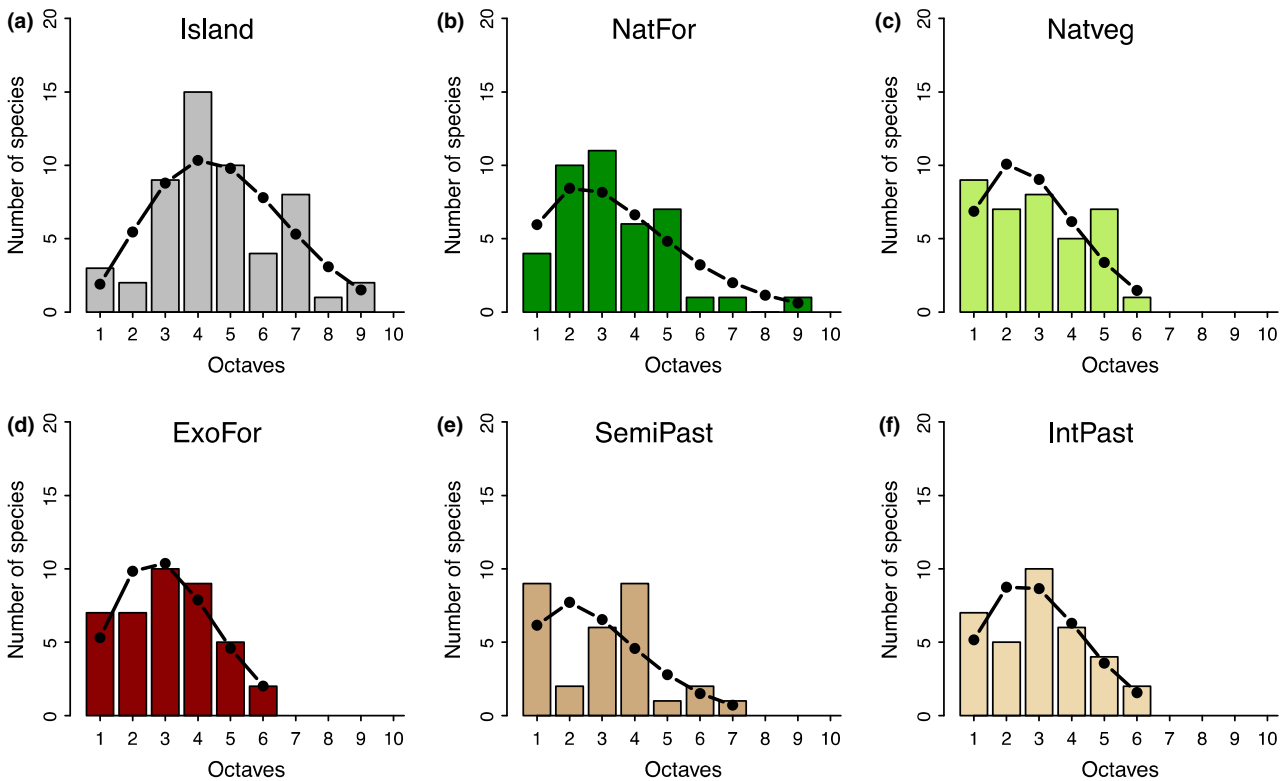 (a) Island
Number of species
0 5 10 15 20
1 2 3 4 5 6 7 8 9 10
Octaves
(b) NatFor
Number of species
0 5 10 15 20
1 2 3 4 5 6 7 8 9 10
Octaves
(c) Natveg
Number of species
0 5 10 15 20
1 2 3 4 5 6 7 8 9 10
Octaves
(d) ExoFor
Number of species
0 5 10 15 20
1 2 3 4 5 6 7 8 9 10
Octaves
(e) SemiPast
Number of species
0 5 10 15 20
1 2 3 4 5 6 7 8 9 10
Octaves
(f) IntPast
Number of species
0 5 10 15 20
1 2 3 4 5 6 7 8 9 10
Octaves